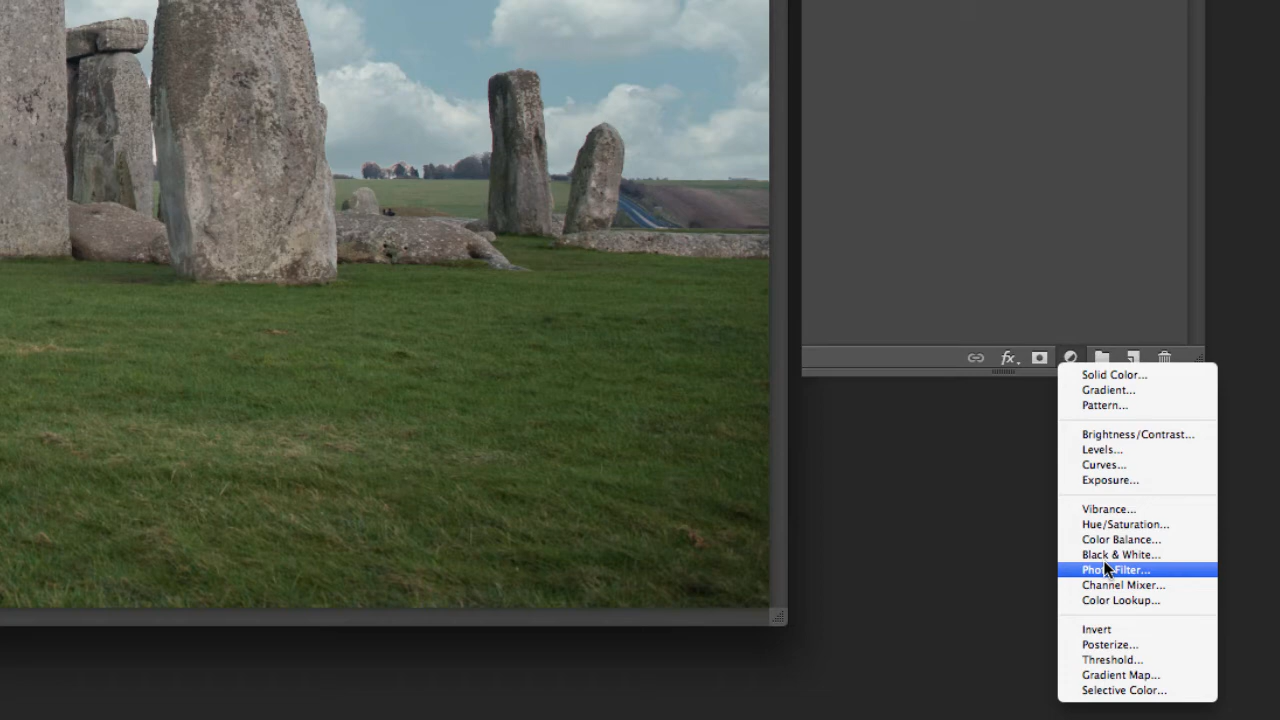 fx.
Solid Color...
Gradient...
Pattern...
Brightness/Contrast...
Levels...
Curves...
Exposure...
Vibrance...
Hue/Saturation...
Color Balance...
Black & White...
Photo Filter...
Channel Mixer...
Color Lookup...
Invert
Posterize...
Threshold...
Gradient Map...
Selective Color...